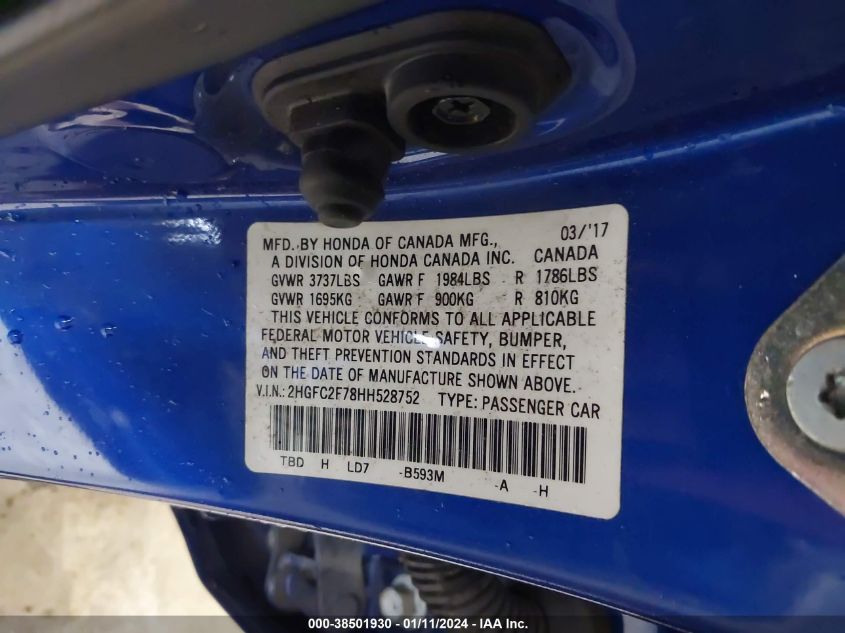 MFD. BY HONDA OF CANADA MFG., 03/'17
A DIVISION OF HONDA CANADA INC. CANADA
GVWR 3737LBS GAWR F 1984LBS R 1786LBS
GVWR 1695KG GAWR F 900KG R 810KG
THIS VEHICLE CONFORMS TO ALL APPLICABLE
FEDERAL MOTOR VEHICLE SAFETY, BUMPER,
AND THEFT PREVENTION STANDARDS IN EFFECT
ON THE DATE OF MANUFACTURE SHOWN ABOVE.
V.I.N.: 2HGFC2F78HH528752 TYPE: PASSENGER CAR
TBD H LD7 -B593M -A -H
000-38501930 - 01/11/2024 - IAA Inc.